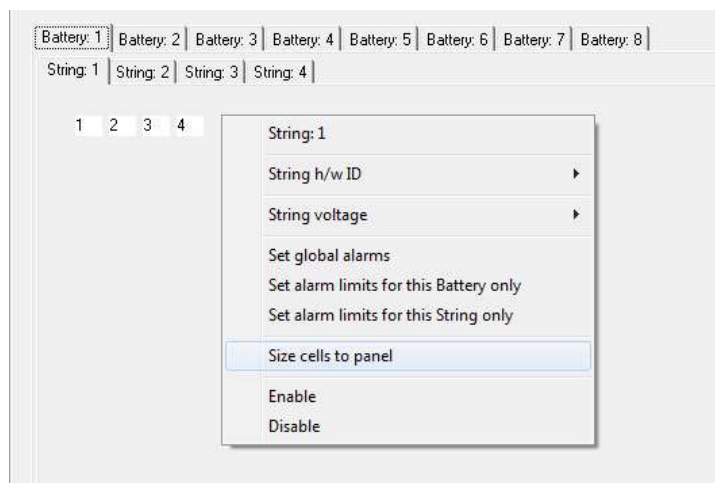 Battery: 1 Battery: 2 Battery: 3 Battery: 4 Battery: 5 Battery: 6 Battery: 7 Battery: 8
String: 1 String: 2 String: 3 String: 4
1 2 3 4
String: 1
String h/w ID
String voltage
Set global alarms
Set alarm limits for this Battery only
Set alarm limits for this String only
Size cells to panel
Enable
Disable